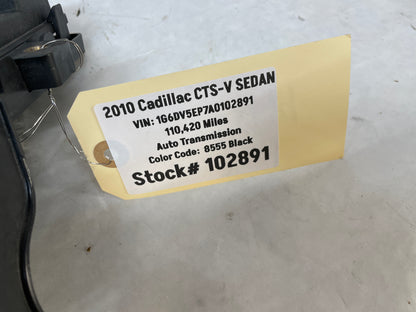 2010 Cadillac CTS-V SEDAN
VIN: 1G6DV5EP7A0102891
110,420 Miles
Auto Transmission
Color Code: 8555 Black
Stock# 102891